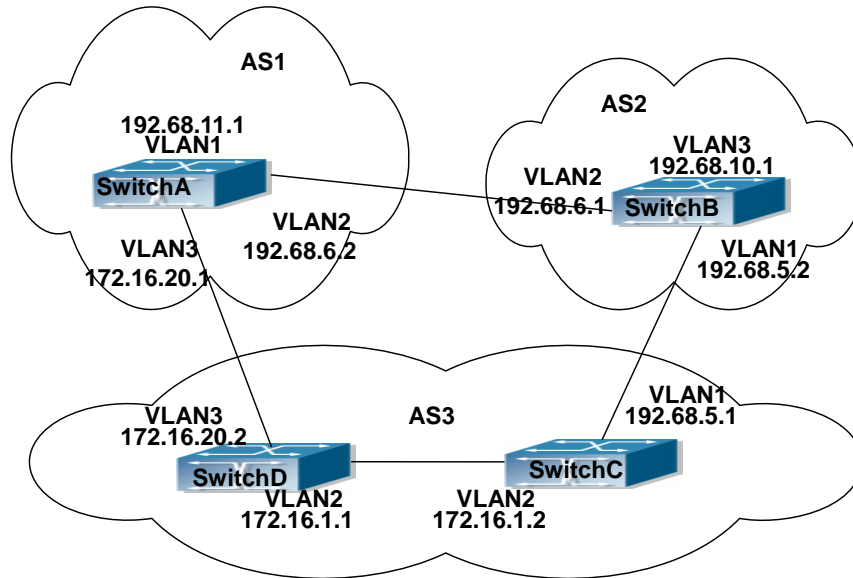 AS1
AS2
192.68.11.1
VLAN1
SwitchA
VLAN3
192.68.10.1
VLAN2
192.68.6.1
SwitchB
VLAN2
192.68.6.2
VLAN3
172.16.20.1
VLAN1
192.68.5.2
AS3
VLAN1
192.68.5.1
VLAN3
172.16.20.2
SwitchD
SwitchC
VLAN2
172.16.1.1
VLAN2
172.16.1.2